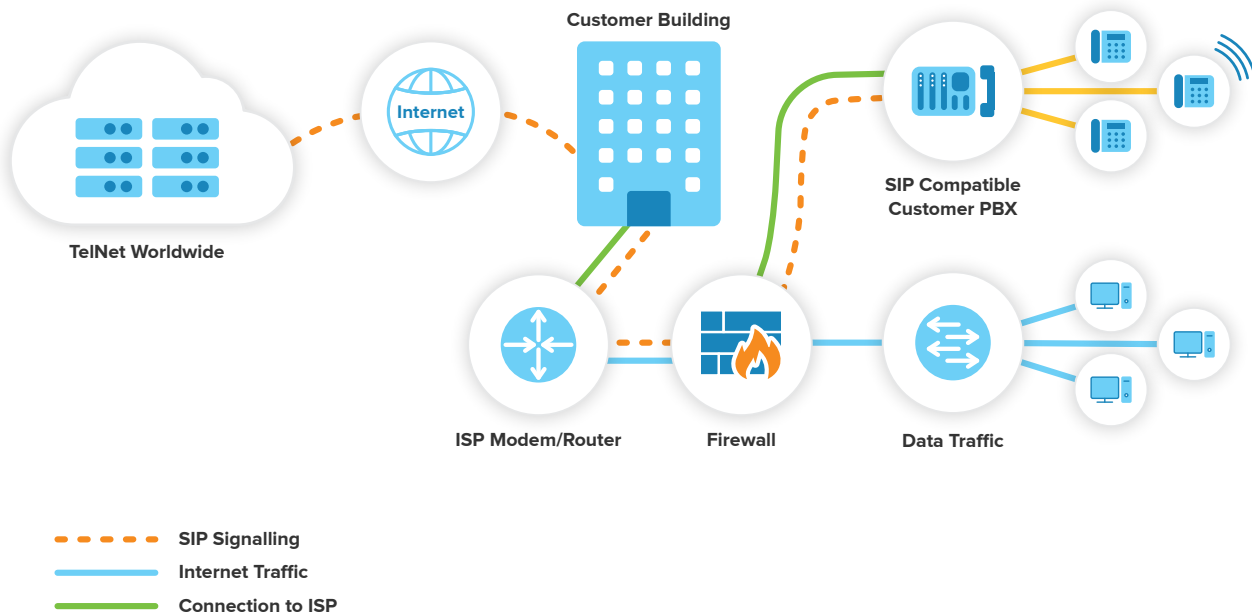 Customer Building
Internet
TelNet Worldwide
SIP Compatible
Customer PBX
ISP Modem/Router
Firewall
Data Traffic
SIP Signalling
Internet Traffic
Connection to ISP